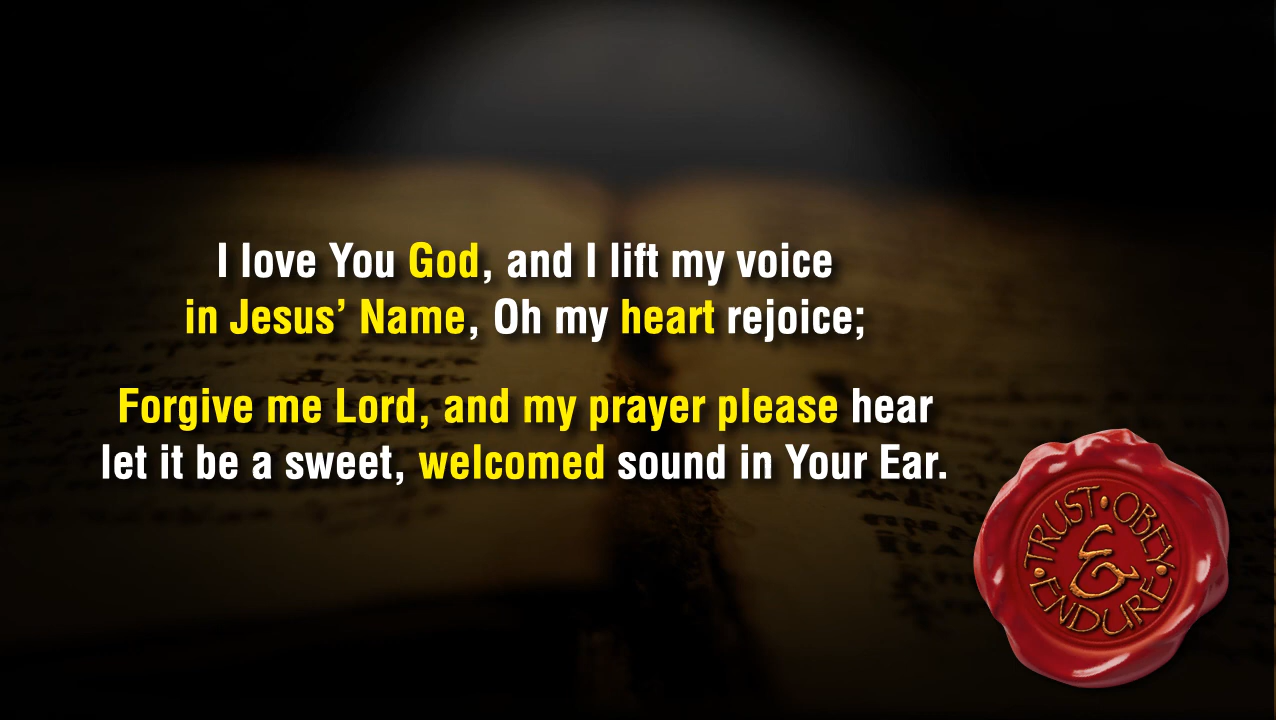 I love You God, and I lift my voice
in Jesus’ Name, Oh my heart rejoice;
Forgive me Lord, and my prayer please hear
let it be a sweet, welcomed sound in Your Ear.
• TRUST • OBEY •
&
ENDURE